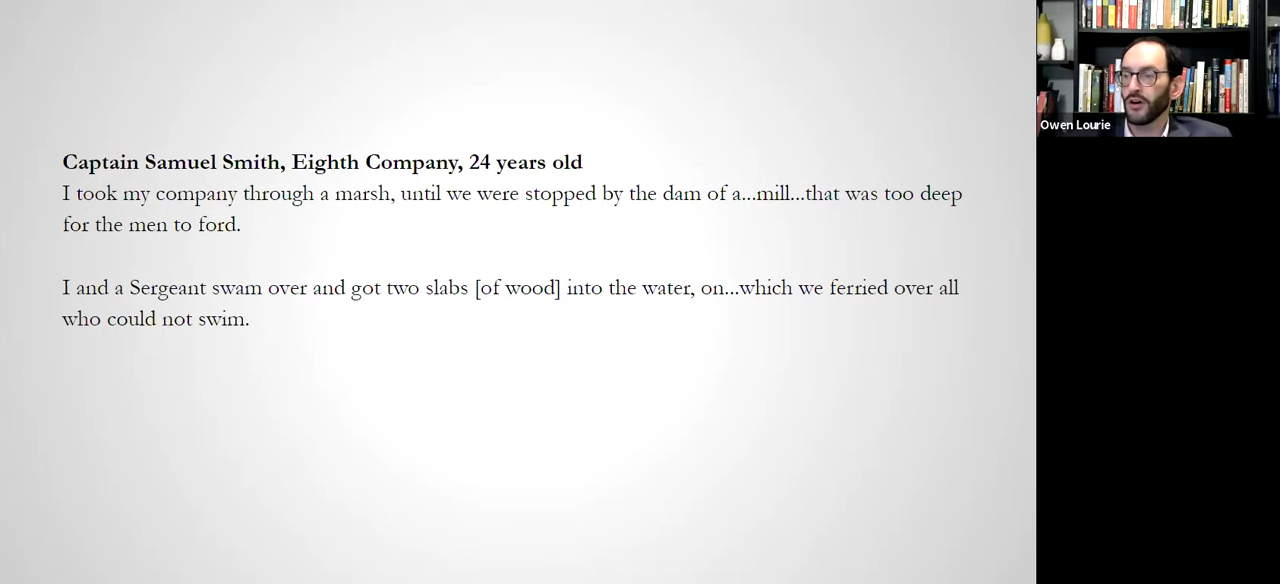 Captain Samuel Smith, Eighth Company, 24 years old
I took my company through a marsh, until we were stopped by the dam of a...mill...that was too deep
for the men to ford.
I and a Sergeant swam over and got two slabs [of wood] into the water, on...which we ferried over all
who could not swim.
Owen Lourie